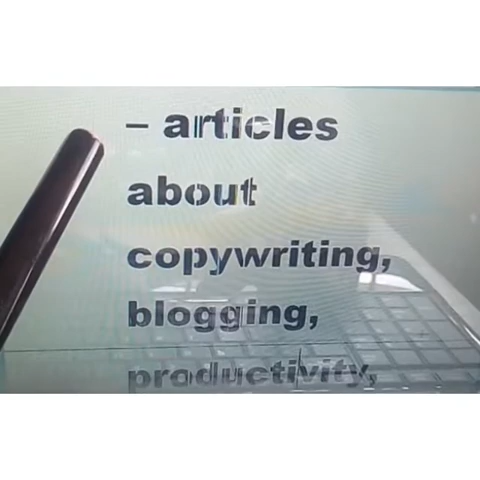 – articles
about
copywriting,
blogging,
productivity,